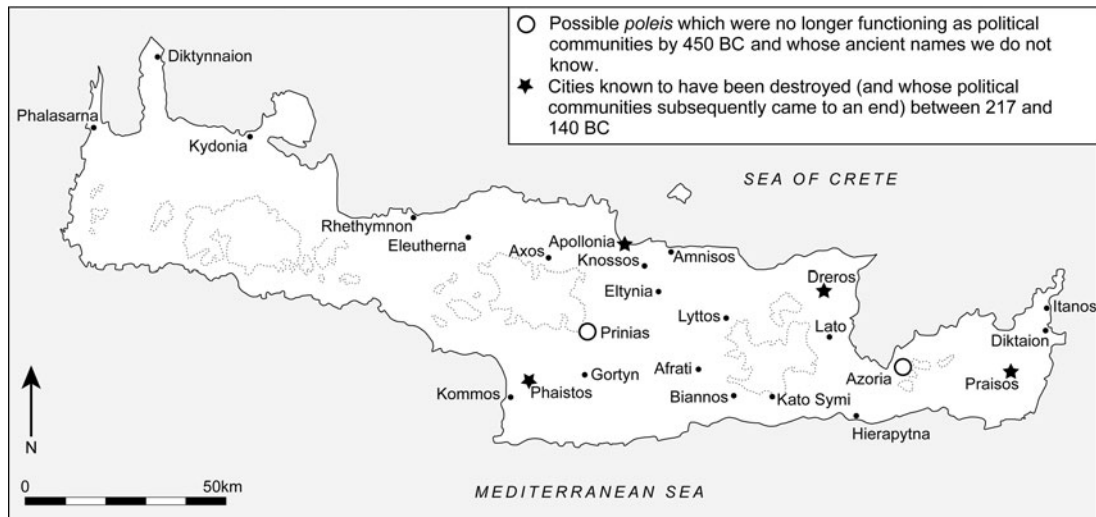 Possible poleis which were no longer functioning as political
communities by 450 BC and whose ancient names we do not
know.
Cities known to have been destroyed (and whose political
communities subsequently came to an end) between 217 and
140 BC
Diktynnaion
Phalasarna
Kydonia
SEA OF CRETE
Rhethymnon
Eleutherna
Axos
Apollonia
Knossos
Amnisos
Eltynia
Dreros
Itanos
Lyttos
Lato
Diktaion
Prinias
Afrati
Azoria
Praisos
Gortyn
Phaistos
Kommos
Biannos
Kato Symi
Hierapytna
N
0
50km
MEDITERRANEAN SEA